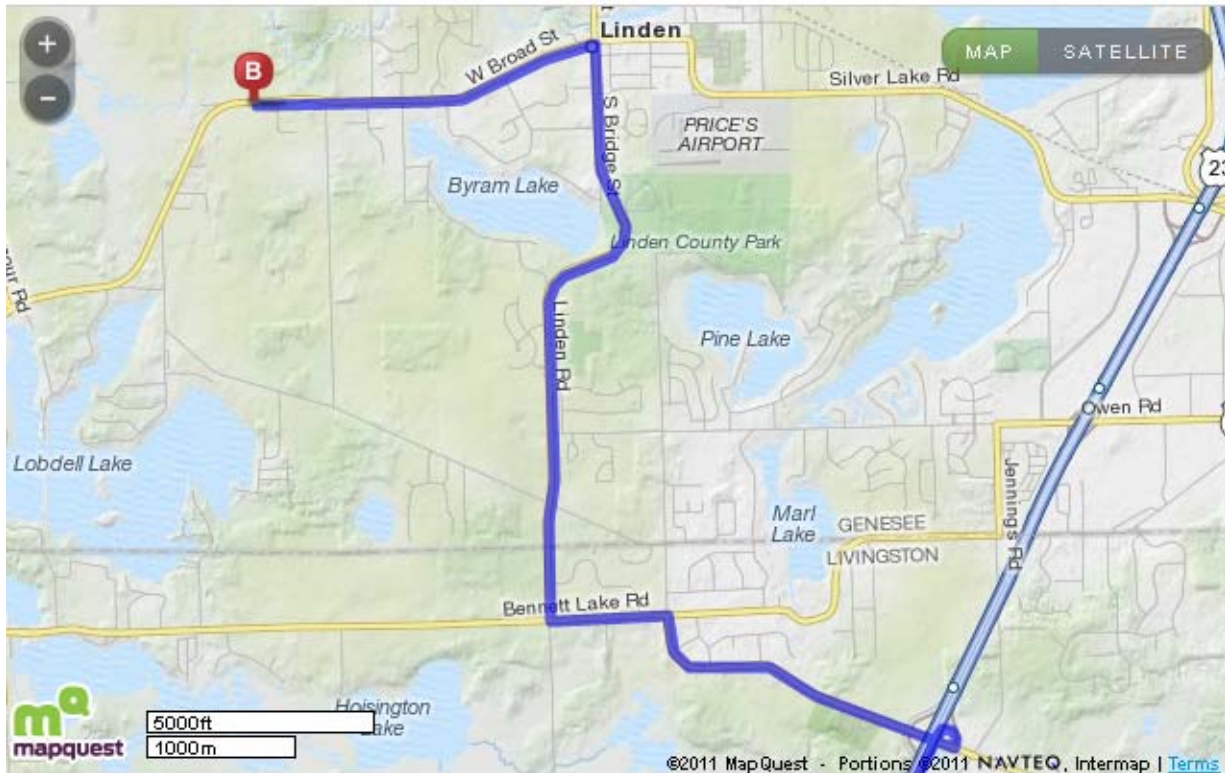 +
−
Linden
MAP
SATELLITE
B
W Broad St
Silver Lake Rd
PRICE'S
AIRPORT
S Bridge St
23
Byram Lake
Linden County Park
Linden Rd
Pine Lake
Owen Rd
Lobdell Lake
Jennings Rd
Marl
Lake
GENESEE
LIVINGSTON
Bennett Lake Rd
Hoisington
Lake
mQ
mapquest
5000ft
1000m
©2011 MapQuest - Portions ©2011 NAVTEQ, Intermap | Terms